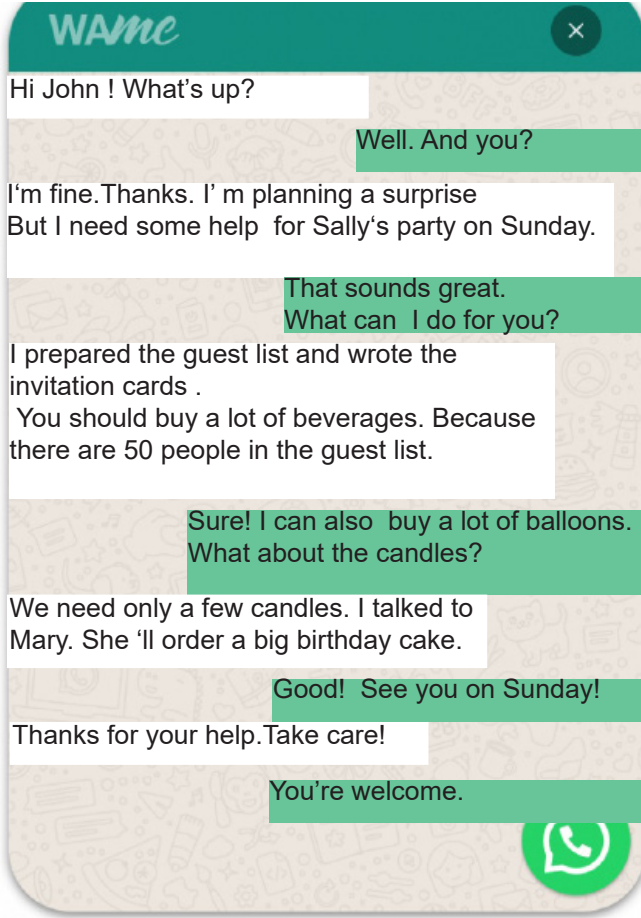 WAme
Hi John ! What's up?
Well. And you?
I‘m fine.Thanks. I’ m planning a surprise
But I need some help  for Sally‘s party on Sunday.
That sounds great.
What can  I do for you?
I prepared the guest list and wrote the
invitation cards .
You should buy a lot of beverages. Because
there are 50 people in the guest list.
Sure! I can also  buy a lot of balloons.
What about the candles?
We need only a few candles. I talked to
Mary. She ‘ll order a big birthday cake.
Good!  See you on Sunday!
Thanks for your help.Take care!
You’re welcome.